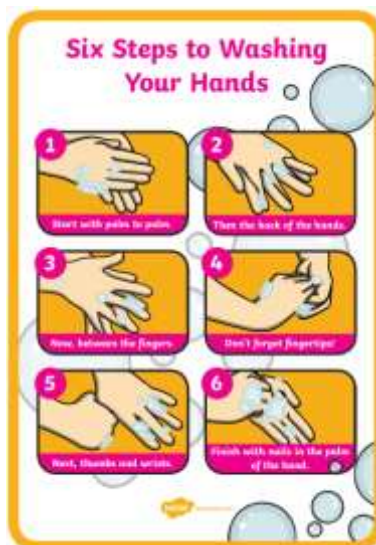 Six Steps to Washing
Your Hands
1
Start with palm to palm.
2
Then the back of the hands.
3
Now, between the fingers.
4
Don't forget fingertips!
5
Next, thumbs and wrists.
6
Finish with nails in the palm
of the hand.